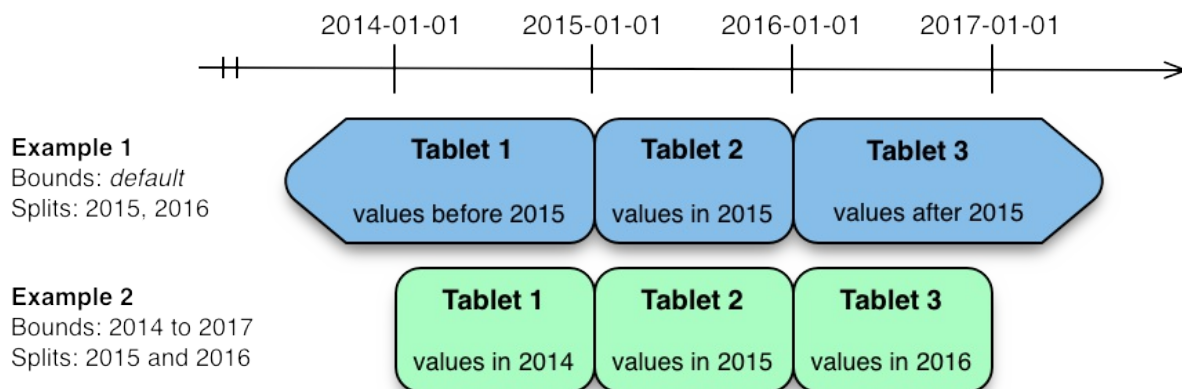 2014-01-01 2015-01-01 2016-01-01 2017-01-01
Example 1
Bounds: default
Splits: 2015, 2016
Tablet 1 Tablet 2 Tablet 3
values before 2015 values in 2015 values after 2015
Example 2
Bounds: 2014 to 2017
Splits: 2015 and 2016
Tablet 1 Tablet 2 Tablet 3
values in 2014 values in 2015 values in 2016